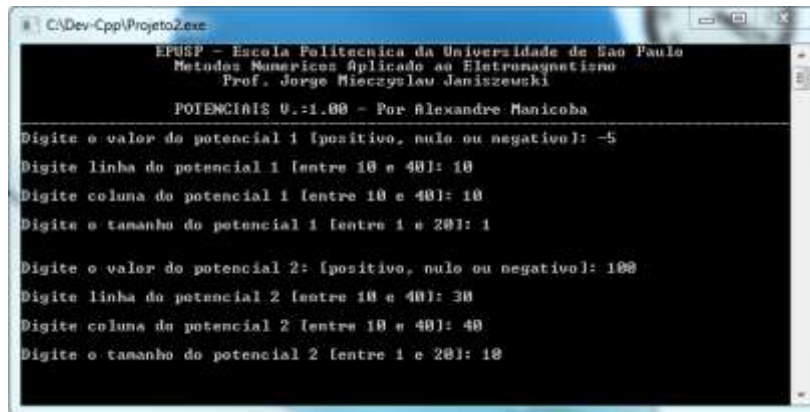 C:\Dev-Cpp\Projeto2.exe
EPUSP - Escola Politecnica da Universidade de Sao Paulo
Metodos Numericos Aplicado ao Eletromagnetismo
Prof. Jorge Mieczyslaw Janiszewski
POTENCIAIS V.:1.00 - Por Alexandre Manicoba
Digite o valor do potencial 1 [positivo, nulo ou negativo]: -5
Digite linha do potencial 1 [entre 10 e 40]: 10
Digite coluna do potencial 1 [entre 10 e 40]: 10
Digite o tamanho do potencial 1 [entre 1 e 20]: 1
Digite o valor do potencial 2: [positivo, nulo ou negativo]: 100
Digite linha do potencial 2 [entre 10 e 40]: 30
Digite coluna do potencial 2 [entre 10 e 40]: 40
Digite o tamanho do potencial 2 [entre 1 e 20]: 10